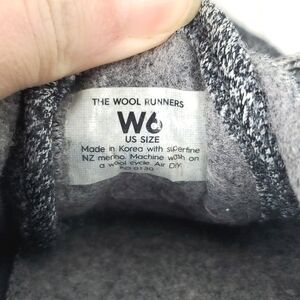 THE WOOL RUNNERS
W6
US SIZE
Made in Korea with superfine
NZ merino. Machine wash on
a wool cycle. Air Dry.